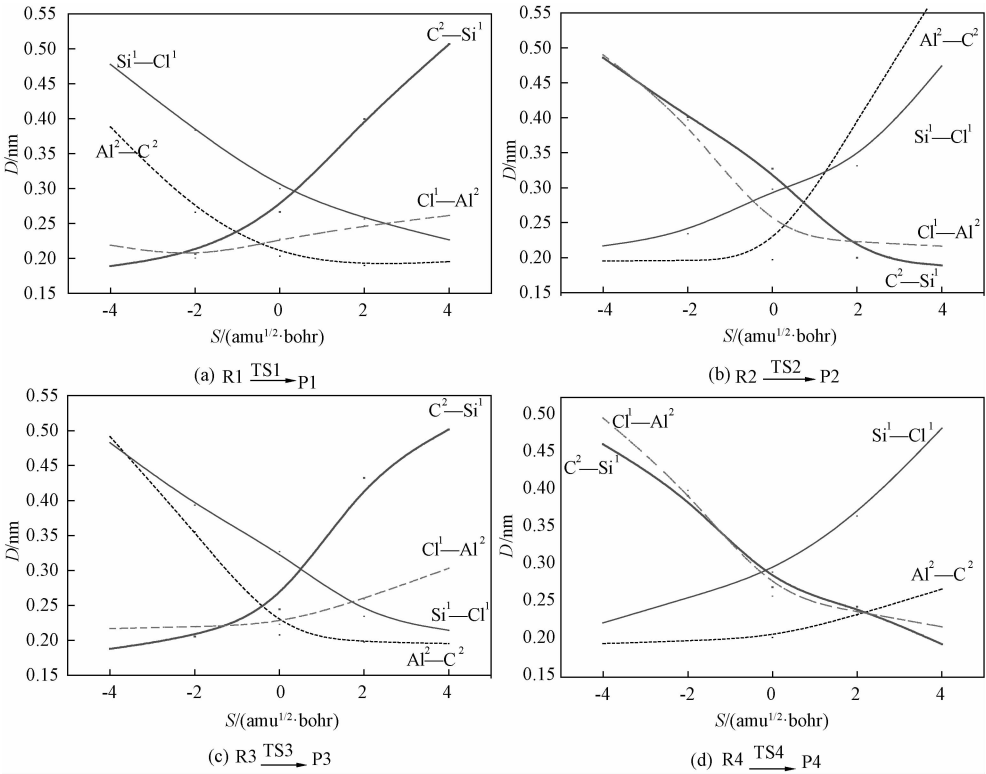 0.55
0.50
0.45
0.40
0.35
0.30
0.25
0.20
0.15
D/nm
C²—Si¹
Si¹—Cl¹
Al²—C²
Cl¹—Al²
-4 -2 0 2 4
S/(amu^{1/2}·bohr)
(a) R1 TS1 P1
0.55
0.50
0.45
0.40
0.35
0.30
0.25
0.20
0.15
D/nm
Al²—C²
Si¹—Cl¹
Cl¹—Al²
C²—Si¹
-4 -2 0 2 4
S/(amu^{1/2}·bohr)
(b) R2 TS2 P2
0.55
0.50
0.45
0.40
0.35
0.30
0.25
0.20
0.15
D/nm
C²—Si¹
Cl¹—Al²
Si¹—Cl¹
Al²—C²
-4 -2 0 2 4
S/(amu^{1/2}·bohr)
(c) R3 TS3 P3
0.50
0.45
0.40
0.35
0.30
0.25
0.20
0.15
D/nm
Cl¹—Al²
Si¹—Cl¹
C²—Si¹
Al²—C²
-4 -2 0 2 4
S/(amu^{1/2}·bohr)
(d) R4 TS4 P4